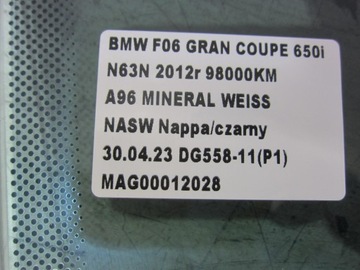 BMW F06 GRAN COUPE 650i
N63N 2012r 98000KM
A96 MINERAL WEISS
NASW Nappa/czarny
30.04.23 DG558-11(P1)
MAG00012028